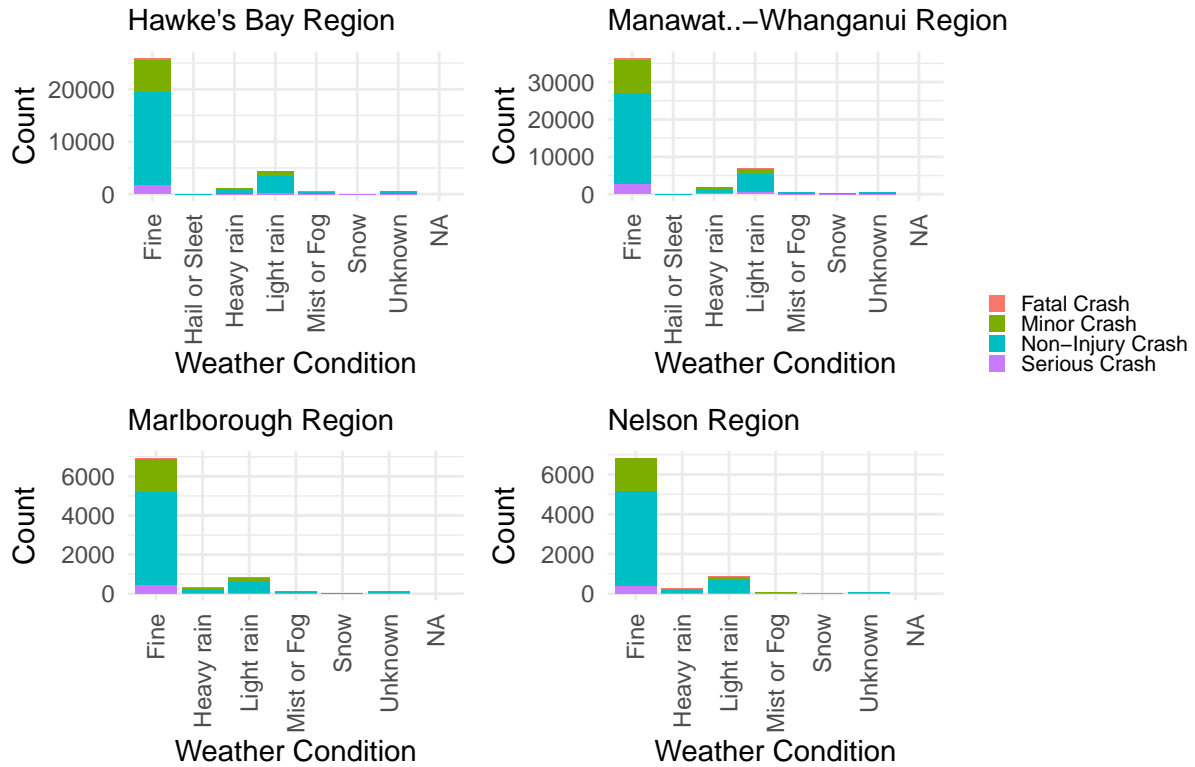 Hawke's Bay Region
Count
20000
10000
0
Fine
Hail or Sleet
Heavy rain
Light rain
Mist or Fog
Snow
Unknown
NA
Weather Condition
Manawat..−Whanganui Region
Count
30000
20000
10000
0
Fine
Hail or Sleet
Heavy rain
Light rain
Mist or Fog
Snow
Unknown
NA
Weather Condition
Fatal Crash
Minor Crash
Non−Injury Crash
Serious Crash
Marlborough Region
Count
6000
4000
2000
0
Fine
Heavy rain
Light rain
Mist or Fog
Snow
Unknown
NA
Weather Condition
Nelson Region
Count
6000
4000
2000
0
Fine
Heavy rain
Light rain
Mist or Fog
Snow
Unknown
NA
Weather Condition